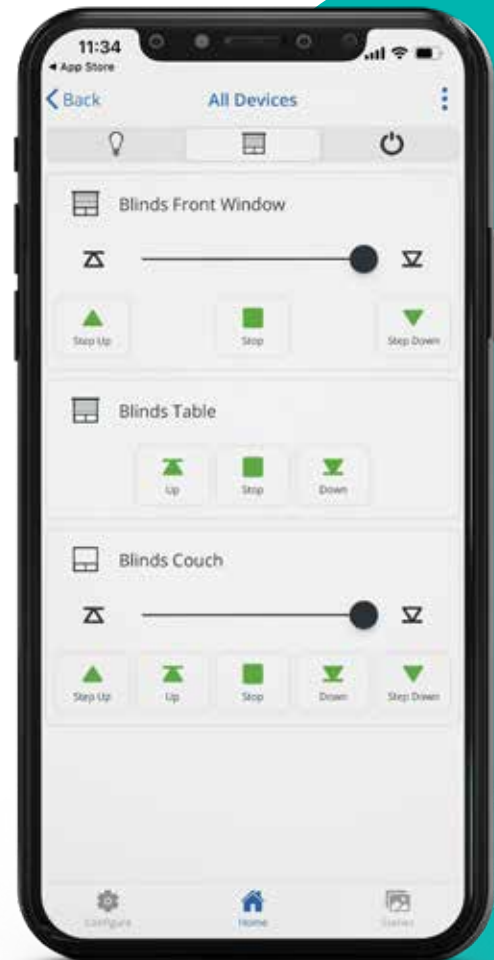 11:34
App Store
Back All Devices
Blinds Front Window
Step Up Stop Step Down
Blinds Table
Up Stop Down
Blinds Couch
Step Up Up Stop Down Step Down
Configure Home Scenes